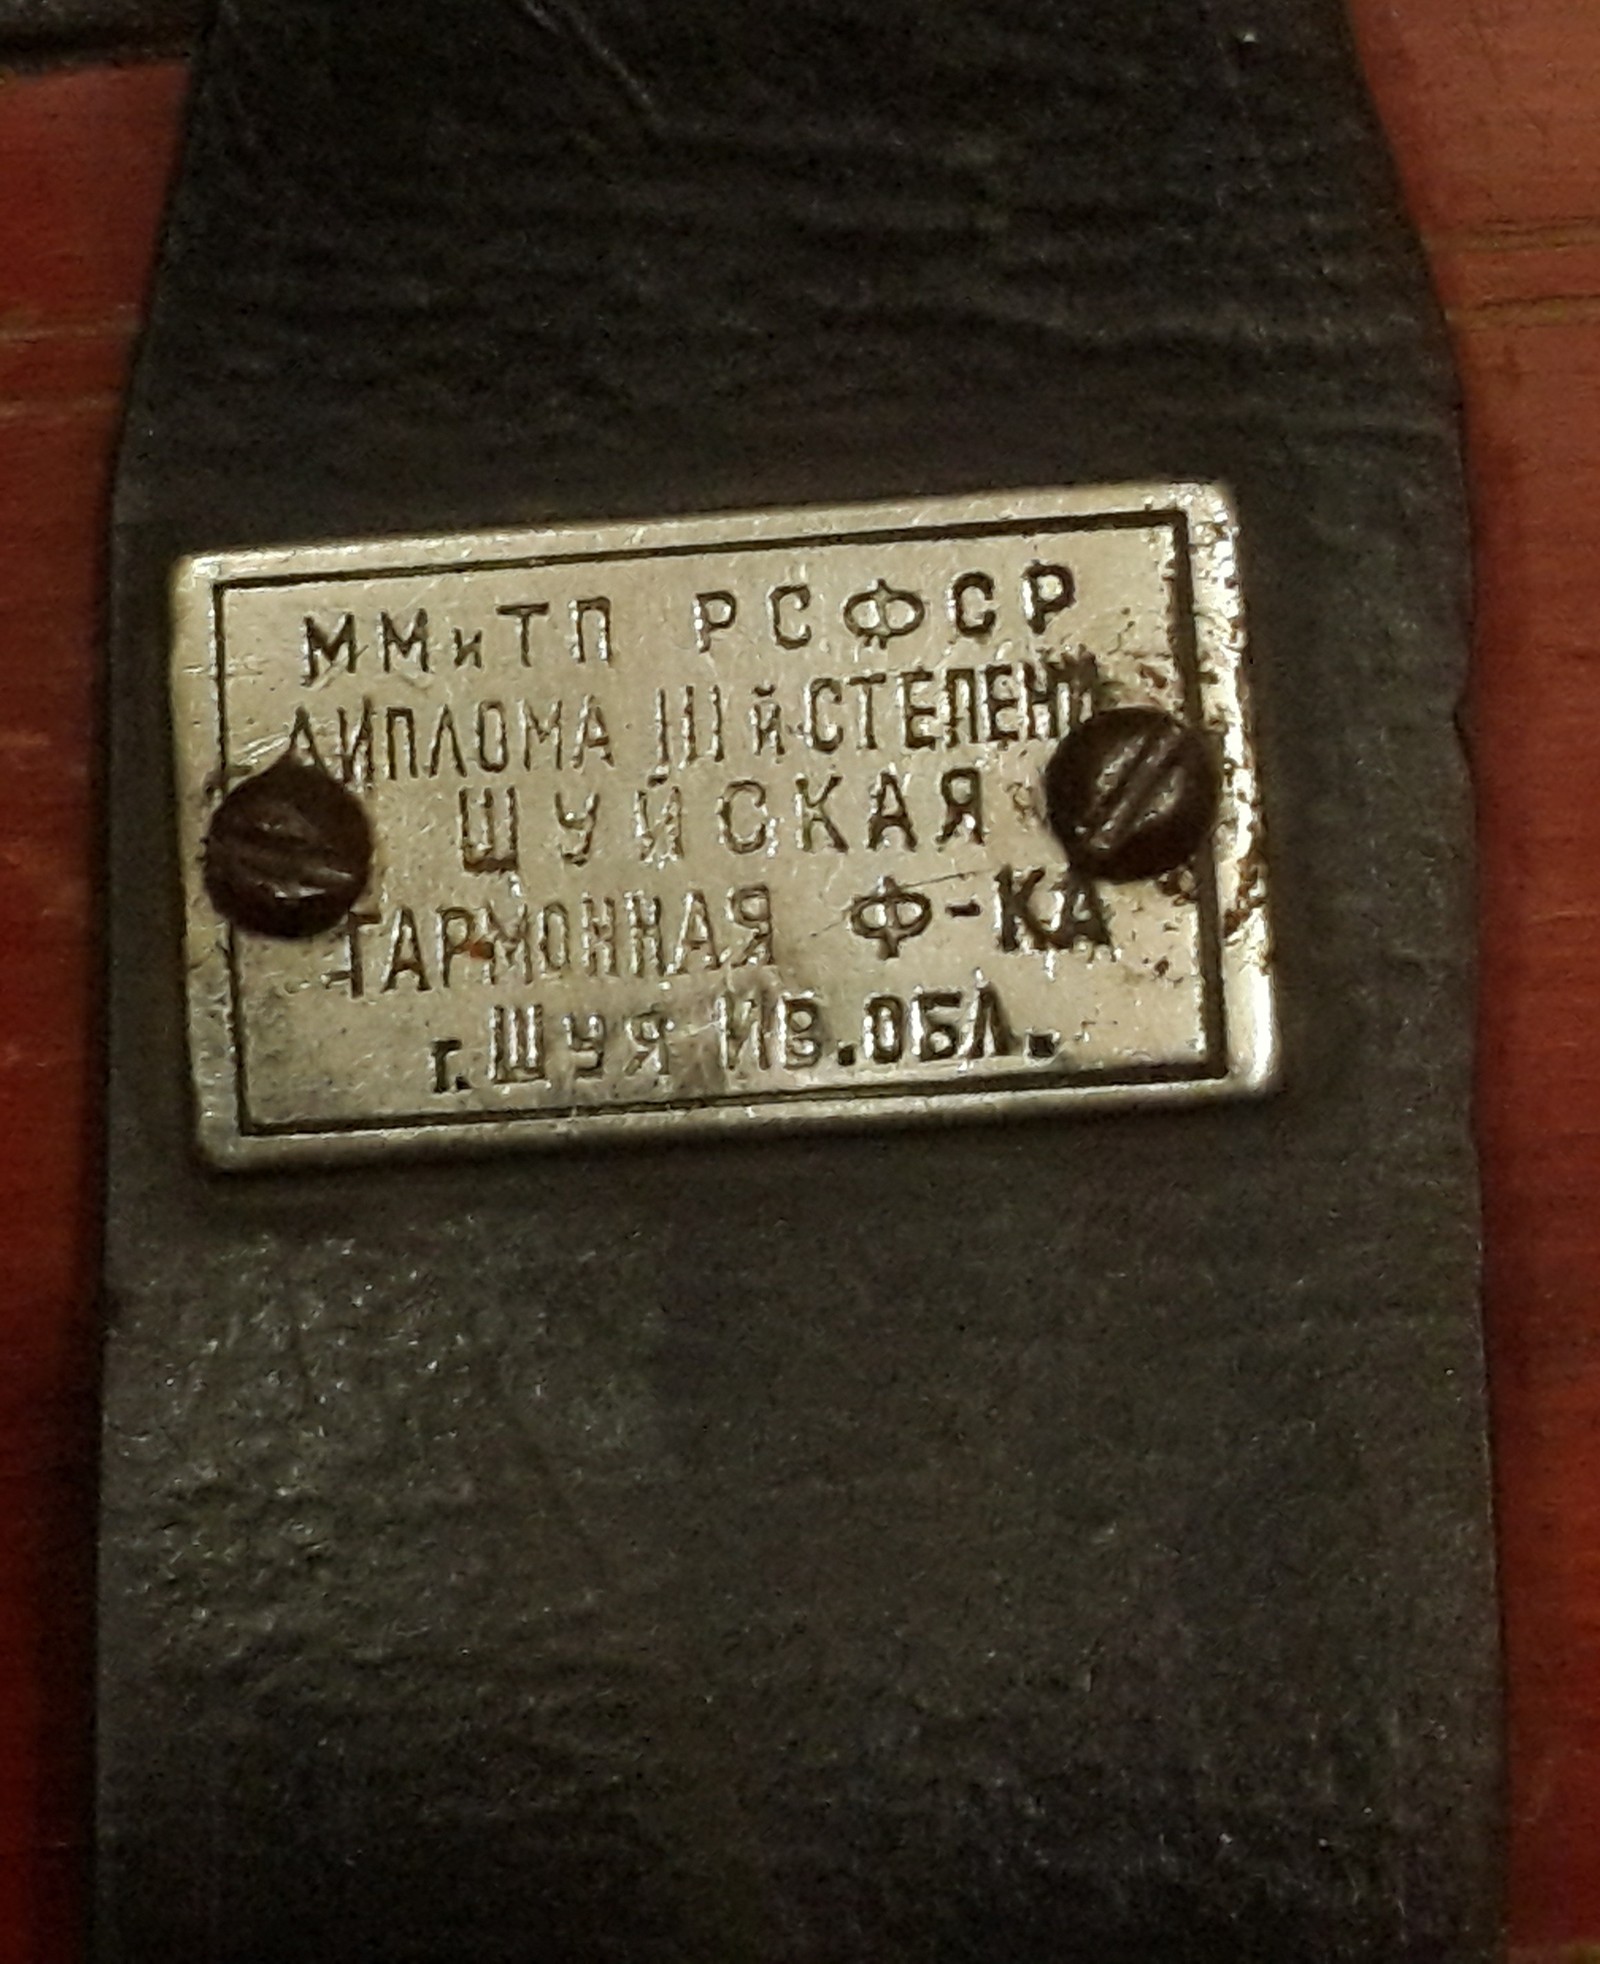 ММиТП РСФСР
ДИПЛОМА III й СТЕПЕНИ
ШУЙСКАЯ
ГАРМОННАЯ Ф-КА
г. ШУЯ ИВ. ОБЛ.